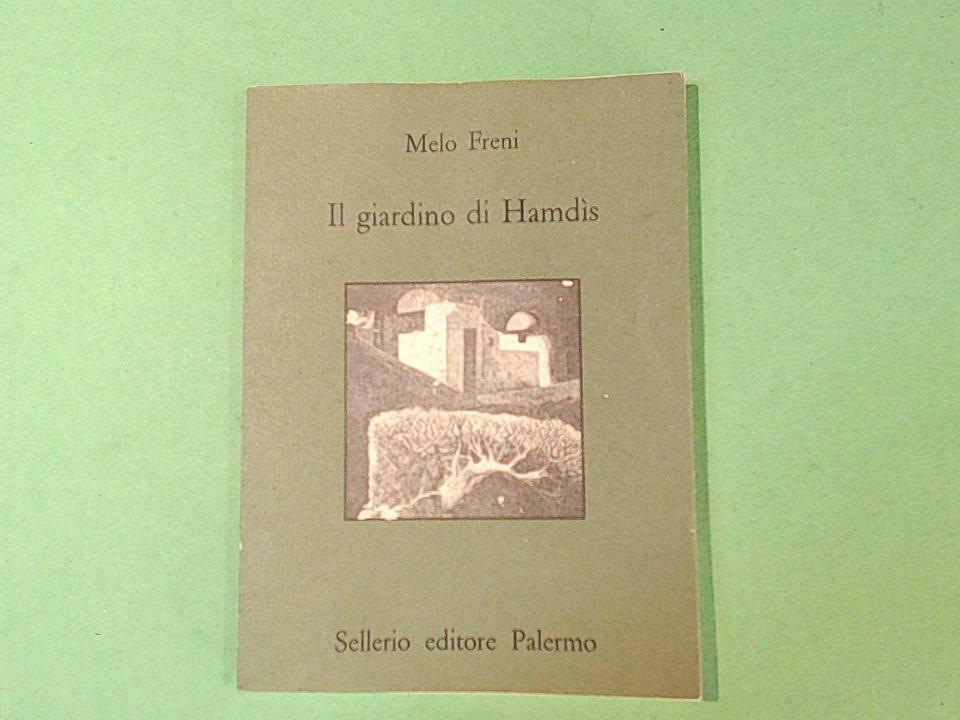 Melo Freni
Il giardino di Hamdìs
Sellerio editore Palermo